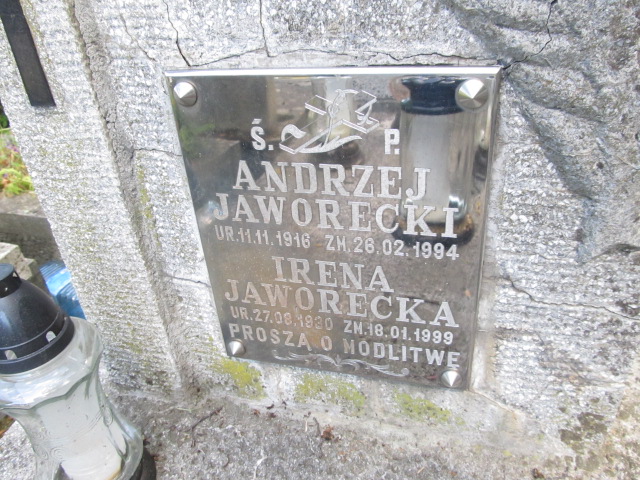 Ś. P.
ANDRZEJ
JAWORECKI
UR.11.11.1916 ZM.26.02.1994
IRENA
JAWORECKA
UR.27.08.1930 ZM.18.01.1999
PROSZĄ O MODLITWĘ